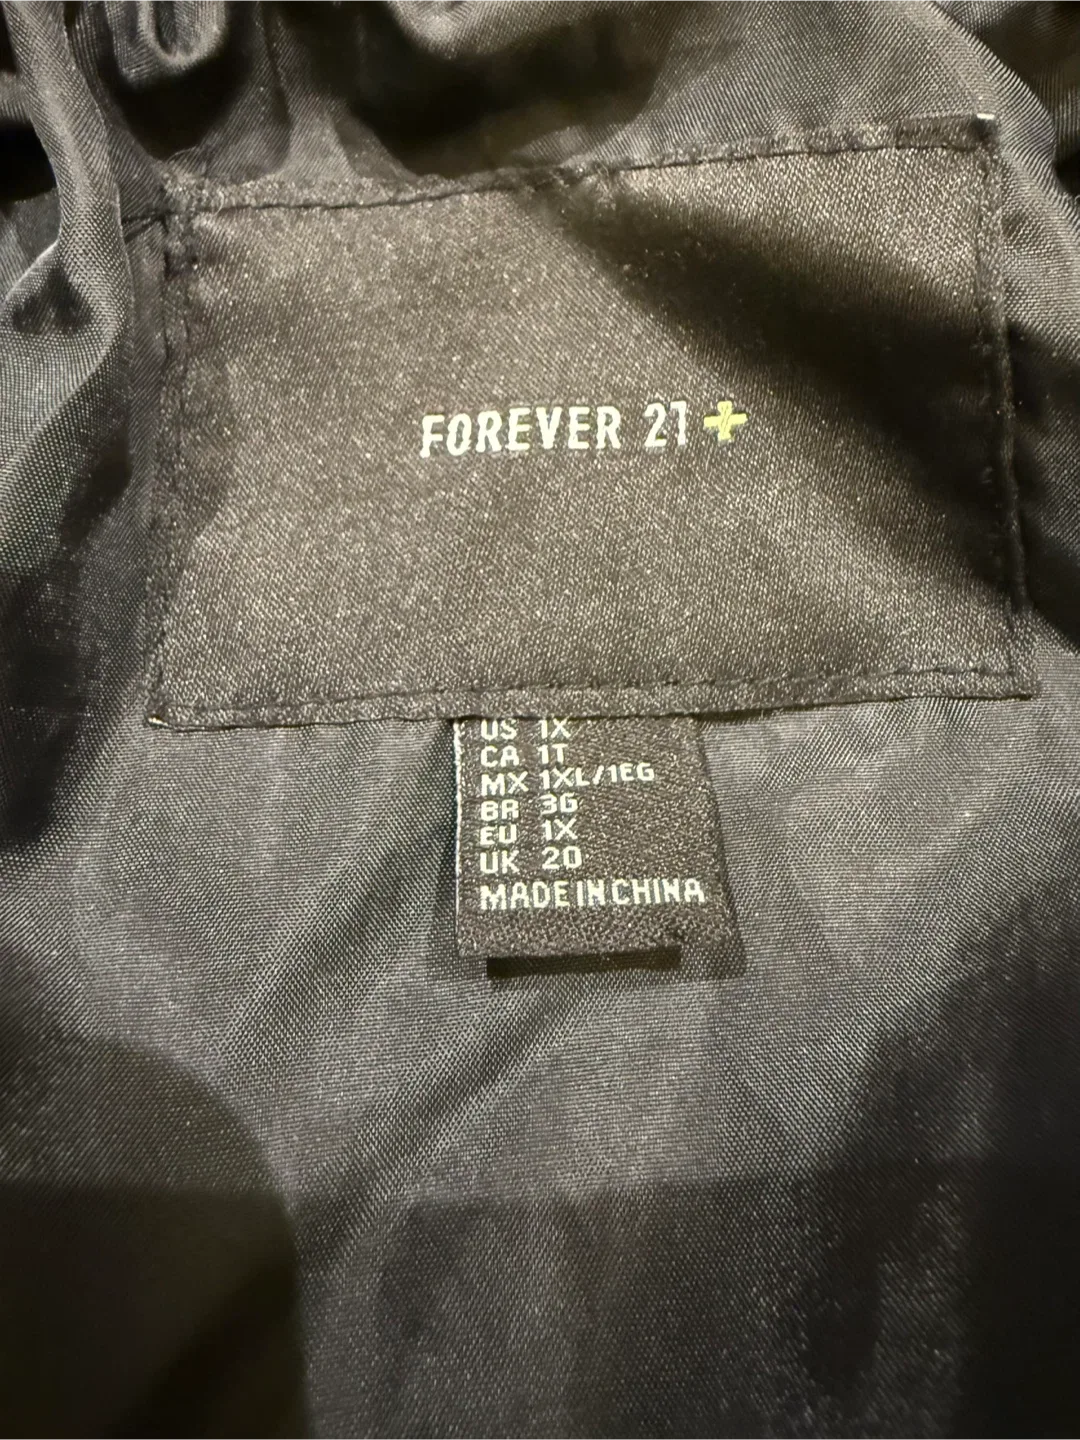 FOREVER 21+
US 1X
CA 1T
MX 1XL/1EG
BR 3G
EU 1X
UK 20
MADE IN CHINA